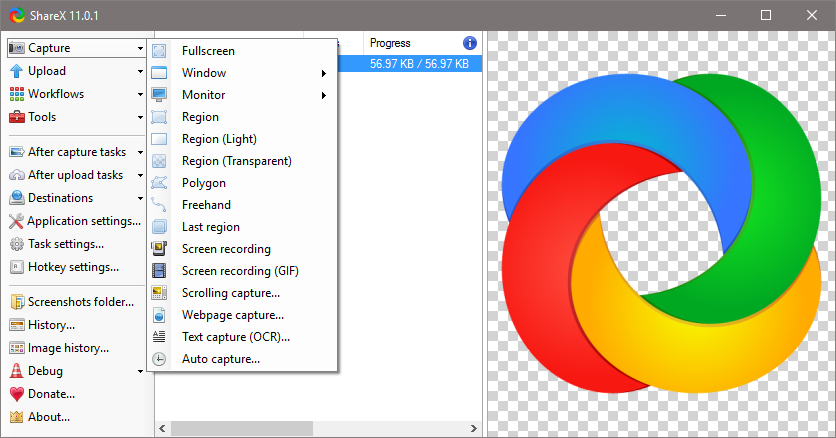 ShareX 11.0.1
Capture
Upload
Workflows
Tools
After capture tasks
After upload tasks
Destinations
Application settings...
Task settings...
Hotkey settings...
Screenshots folder...
History...
Image history...
Debug
Donate...
About...
Fullscreen
Window
Monitor
Region
Region (Light)
Region (Transparent)
Polygon
Freehand
Last region
Screen recording
Screen recording (GIF)
Scrolling capture...
Webpage capture...
Text capture (OCR)...
Auto capture...
Progress
56.97 KB / 56.97 KB